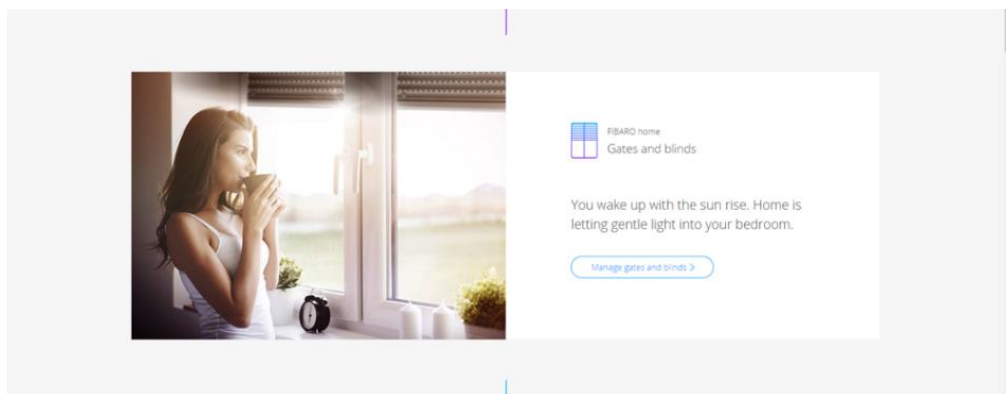 FIBARO home
Gates and blinds
You wake up with the sun rise. Home is
letting gentle light into your bedroom.
Manage gates and blinds >